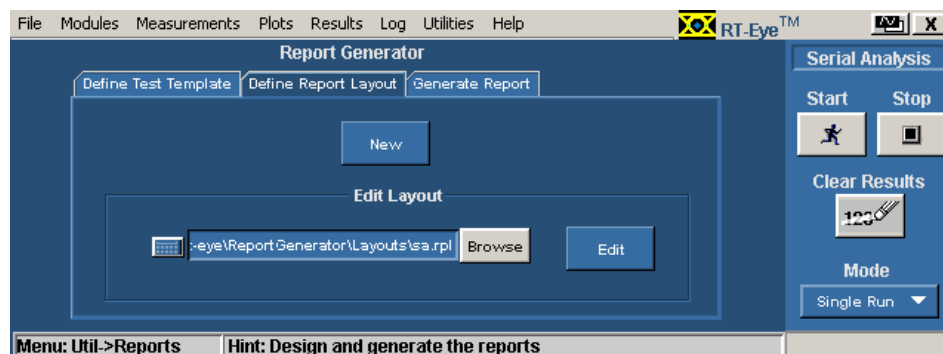 File Modules Measurements Plots Results Log Utilities Help RT-Eye™ X
Report Generator
Serial Analysis
Define Test Template Define Report Layout Generate Report
Start Stop
New
Clear Results
Edit Layout
123
:-eye\ReportGenerator\Layouts\sa.rpl Browse Edit
Mode
Single Run
Menu: Util->Reports Hint: Design and generate the reports